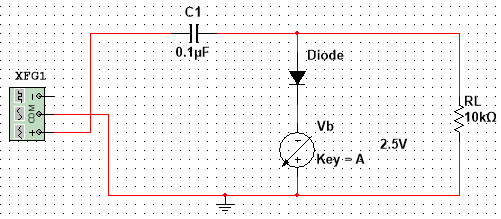 C1
0.1µF
Diode
XFG1
COM
RL
10kΩ
Vb
2.5V
Key = A